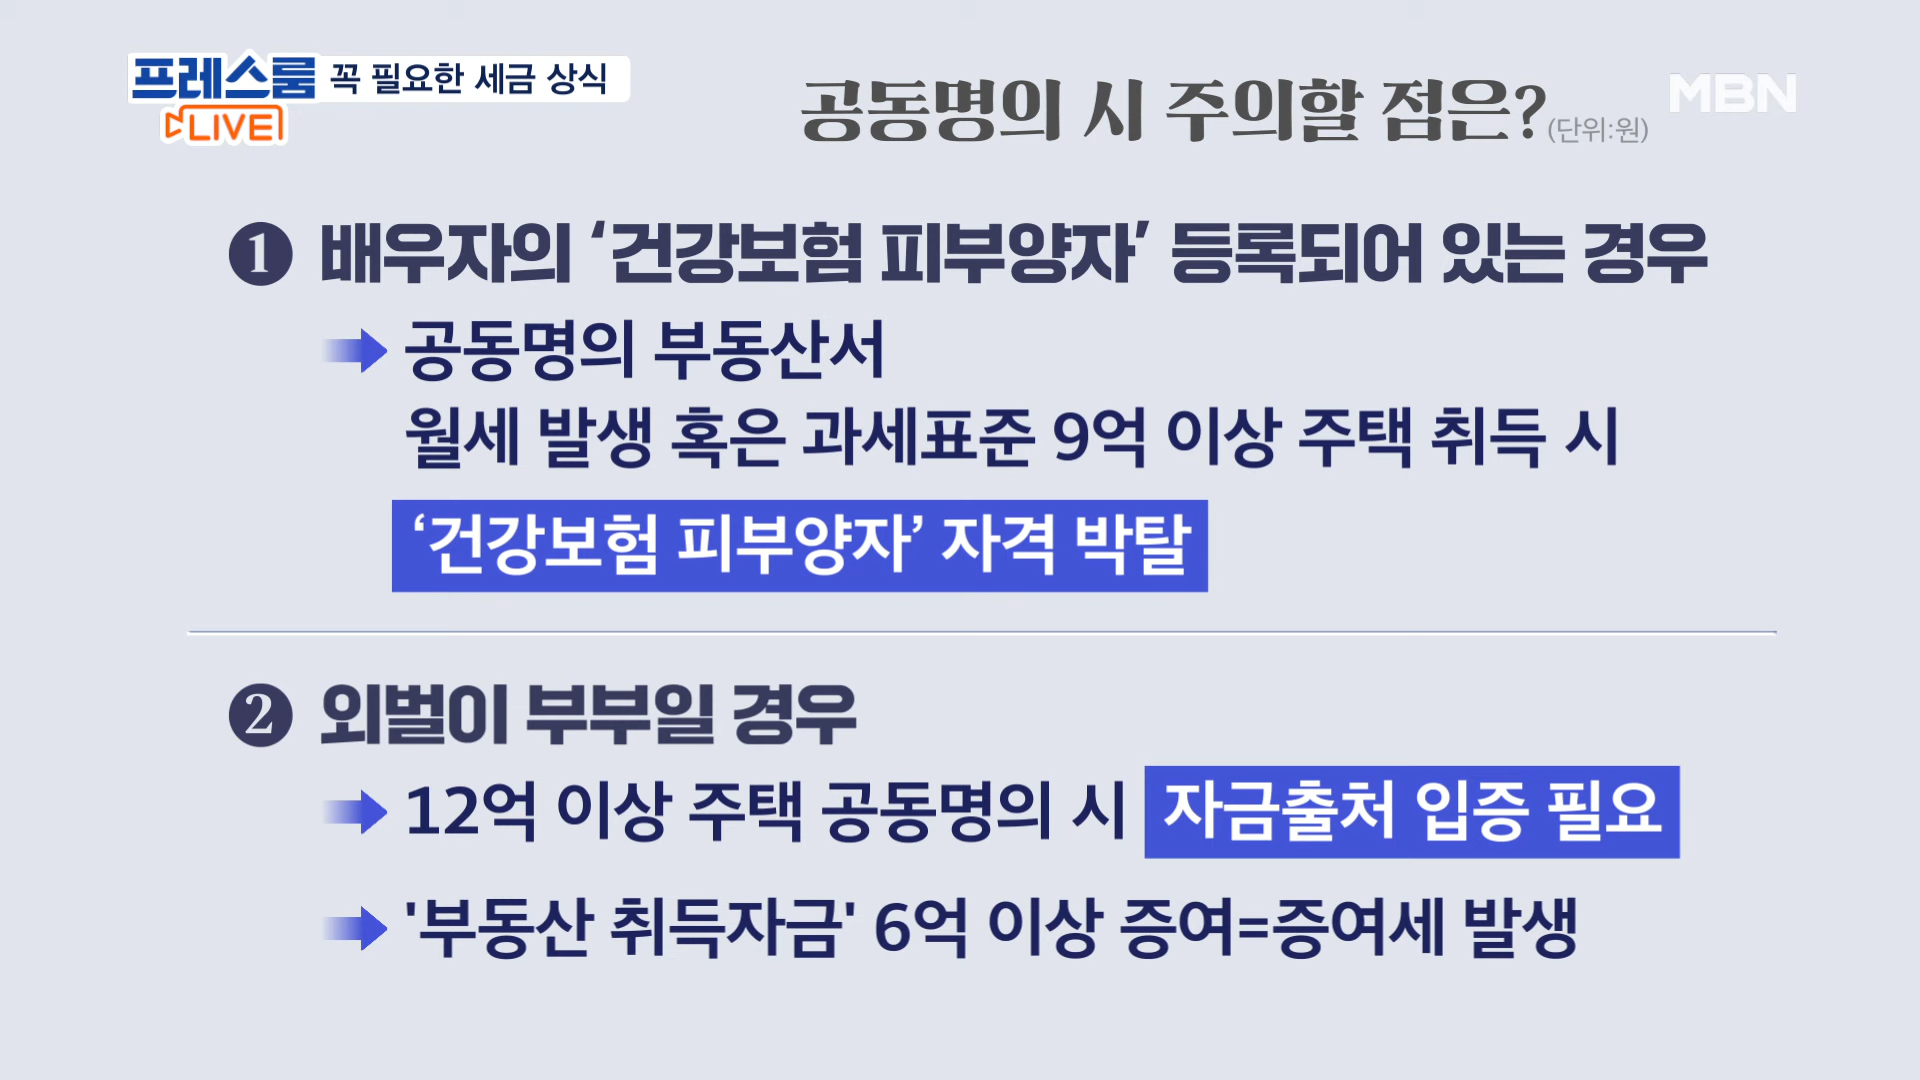 프레스룸 꼭 필요한 세금 상식
LIVE
공동명의 시 주의할 점은? (단위:원)
MBN
❶ 배우자의 ‘건강보험 피부양자’ 등록되어 있는 경우
공동명의 부동산서
월세 발생 혹은 과세표준 9억 이상 주택 취득 시
‘건강보험 피부양자’ 자격 박탈
❷ 외벌이 부부일 경우
12억 이상 주택 공동명의 시 자금출처 입증 필요
'부동산 취득자금' 6억 이상 증여=증여세 발생